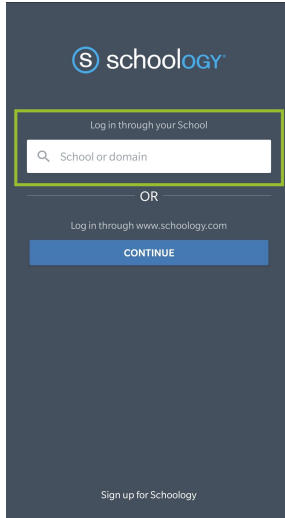 S schoology
Log in through your School
School or domain
OR
Log in through www.schoology.com
CONTINUE
Sign up for Schoology